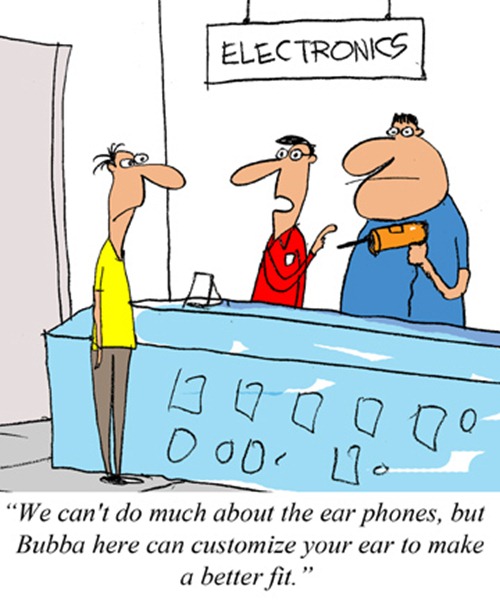 ELECTRONICS
“We can't do much about the ear phones, but
Bubba here can customize your ear to make
a better fit.”